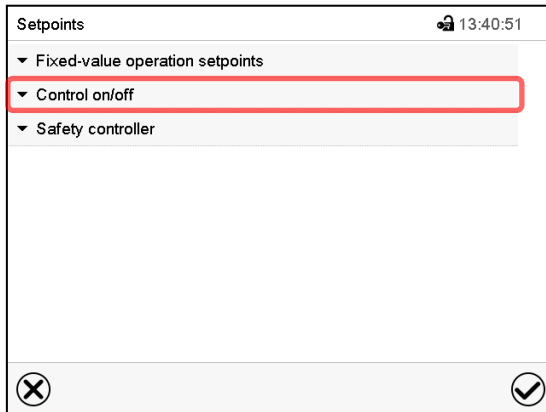 Setpoints 13:40:51
Fixed-value operation setpoints
Control on/off
Safety controller